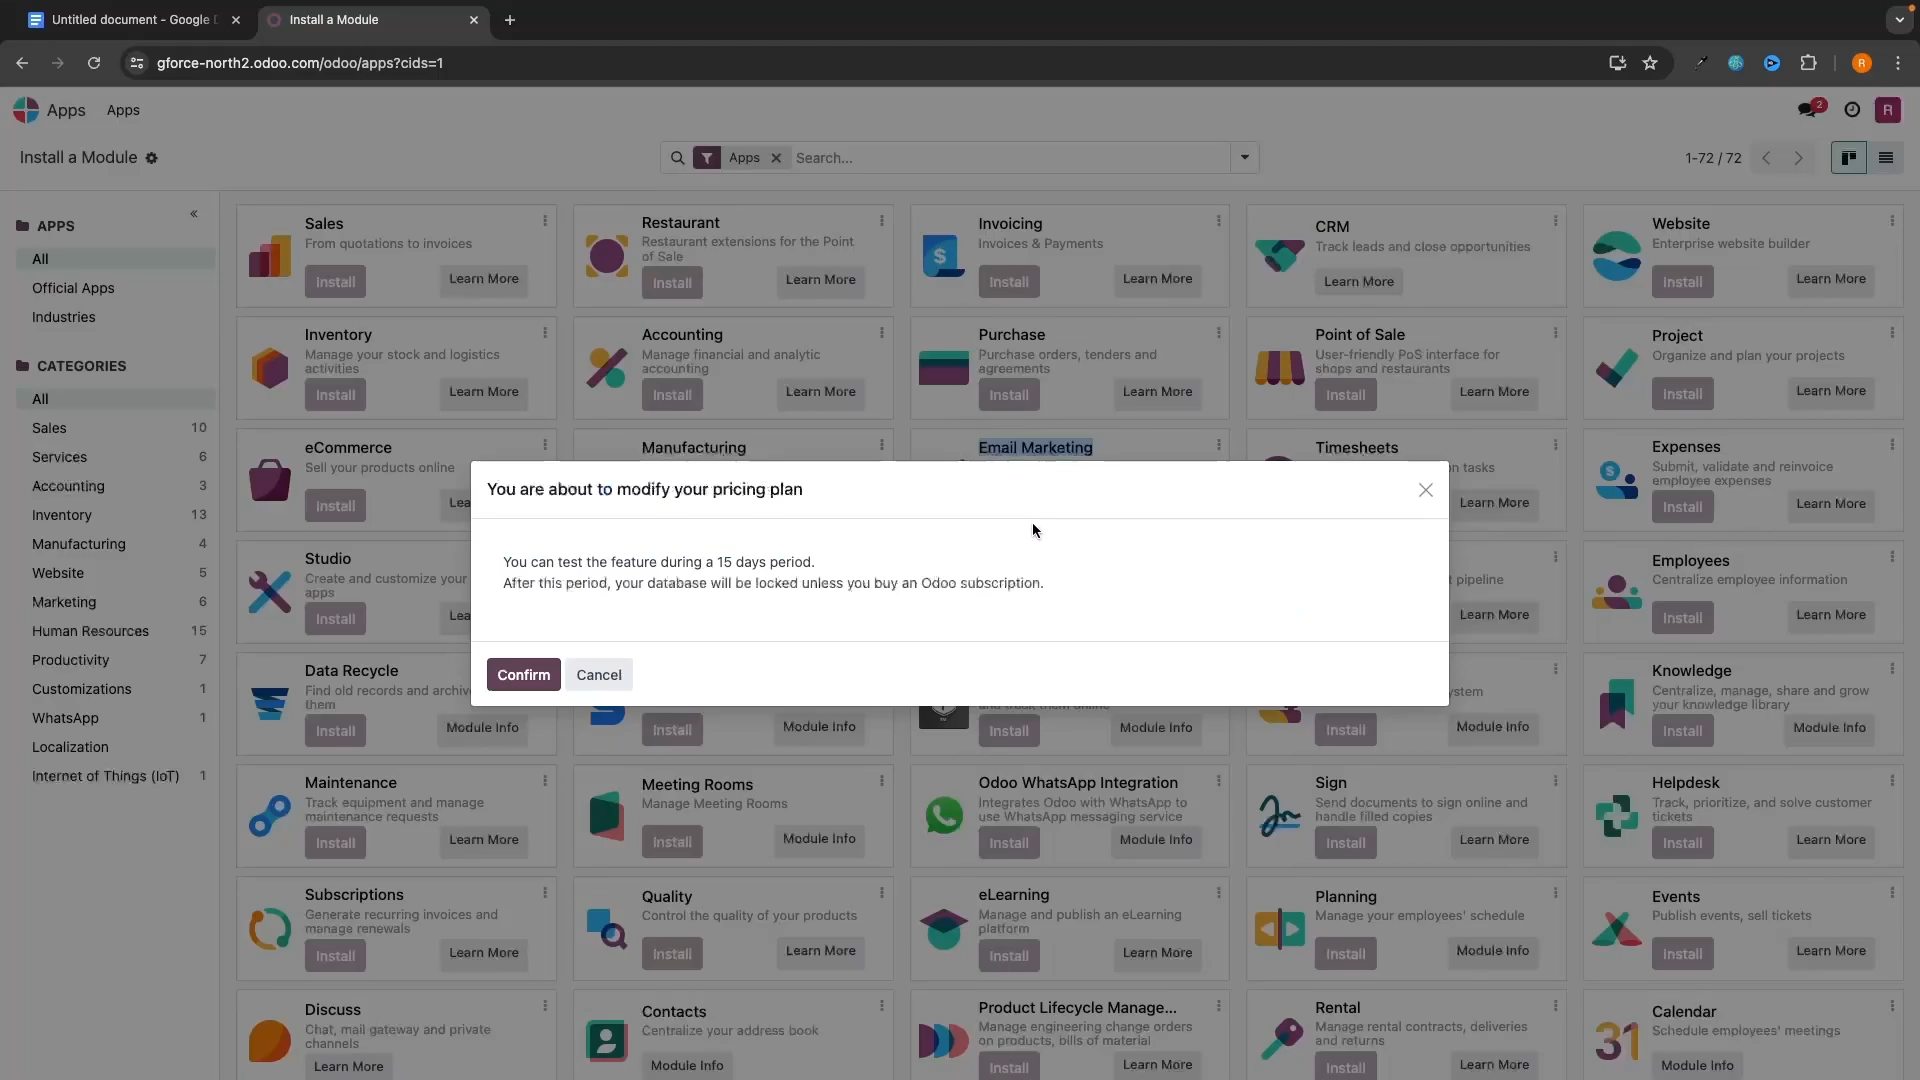 Untitled document - Google D
Install a Module
gforce-north2.odoo.com/odoo/apps?cids=1
R
Apps
Apps
2
R
Install a Module
Apps
Search...
1-72 / 72
APPS
All
Official Apps
Industries
CATEGORIES
All
Sales 10
Services 6
Accounting 3
Inventory 13
Manufacturing 4
Website 5
Marketing 6
Human Resources 15
Productivity 7
Customizations 1
WhatsApp 1
Localization
Internet of Things (IoT) 1
Sales
From quotations to invoices
Install Learn More
Restaurant
Restaurant extensions for the Point
of Sale
Install Learn More
Invoicing
Invoices & Payments
Install Learn More
CRM
Track leads and close opportunities
Learn More
Website
Enterprise website builder
Install Learn More
Inventory
Manage your stock and logistics
activities
Install Learn More
Accounting
Manage financial and analytic
accounting
Install Learn More
Purchase
Purchase orders, tenders and
agreements
Install Learn More
Point of Sale
User-friendly PoS interface for
shops and restaurants
Install Learn More
Project
Organize and plan your projects
Install Learn More
eCommerce
Sell your products online
Install Lea
Manufacturing
Email Marketing
Timesheets
n tasks
Expenses
Submit, validate and reinvoice
employee expenses
Install Learn More
You are about to modify your pricing plan
You can test the feature during a 15 days period.
After this period, your database will be locked unless you buy an Odoo subscription.
Confirm Cancel
Studio
Create and customize your
apps
Install Lea
t pipeline
Learn More
Employees
Centralize employee information
Install Learn More
Data Recycle
Find old records and archive
them
Install Module Info
Install Module Info
and track them online
Install Module Info
ystem
Install Module Info
Knowledge
Centralize, manage, share and grow
your knowledge library
Install Module Info
Maintenance
Track equipment and manage
maintenance requests
Install Learn More
Meeting Rooms
Manage Meeting Rooms
Install Module Info
Odoo WhatsApp Integration
Integrates Odoo with WhatsApp to
use WhatsApp messaging service
Install Module Info
Sign
Send documents to sign online and
handle filled copies
Install Learn More
Helpdesk
Track, prioritize, and solve customer
tickets
Install Learn More
Subscriptions
Generate recurring invoices and
manage renewals
Install Learn More
Quality
Control the quality of your products
Install Learn More
eLearning
Manage and publish an eLearning
platform
Install Learn More
Planning
Manage your employees' schedule
Install Module Info
Events
Publish events, sell tickets
Install Learn More
Discuss
Chat, mail gateway and private
channels
Learn More
Contacts
Centralize your address book
Module Info
Product Lifecycle Manage...
Manage engineering change orders
on products, bills of material
Install Learn More
Rental
Manage rental contracts, deliveries
and returns
Install Learn More
31
Calendar
Schedule employees' meetings
Module Info